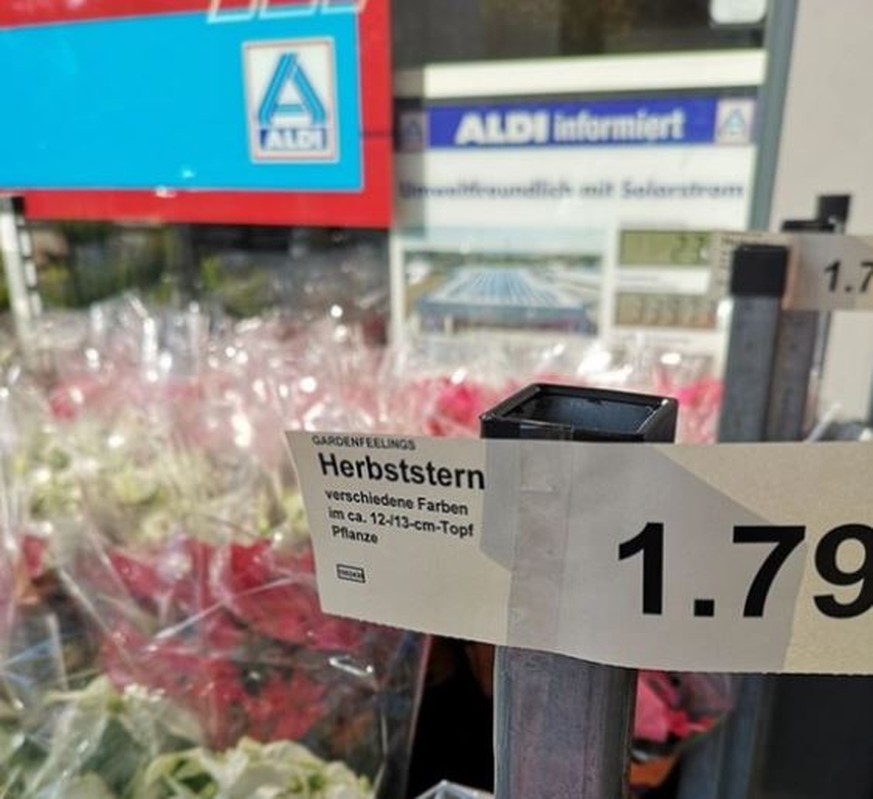 ALDI
ALDI informiert
Umweltfreundlich mit Solarstrom
1.7
GARDENFEELINGS
Herbststern
verschiedene Farben
im ca. 12-/13-cm-Topf
Pflanze
1.79